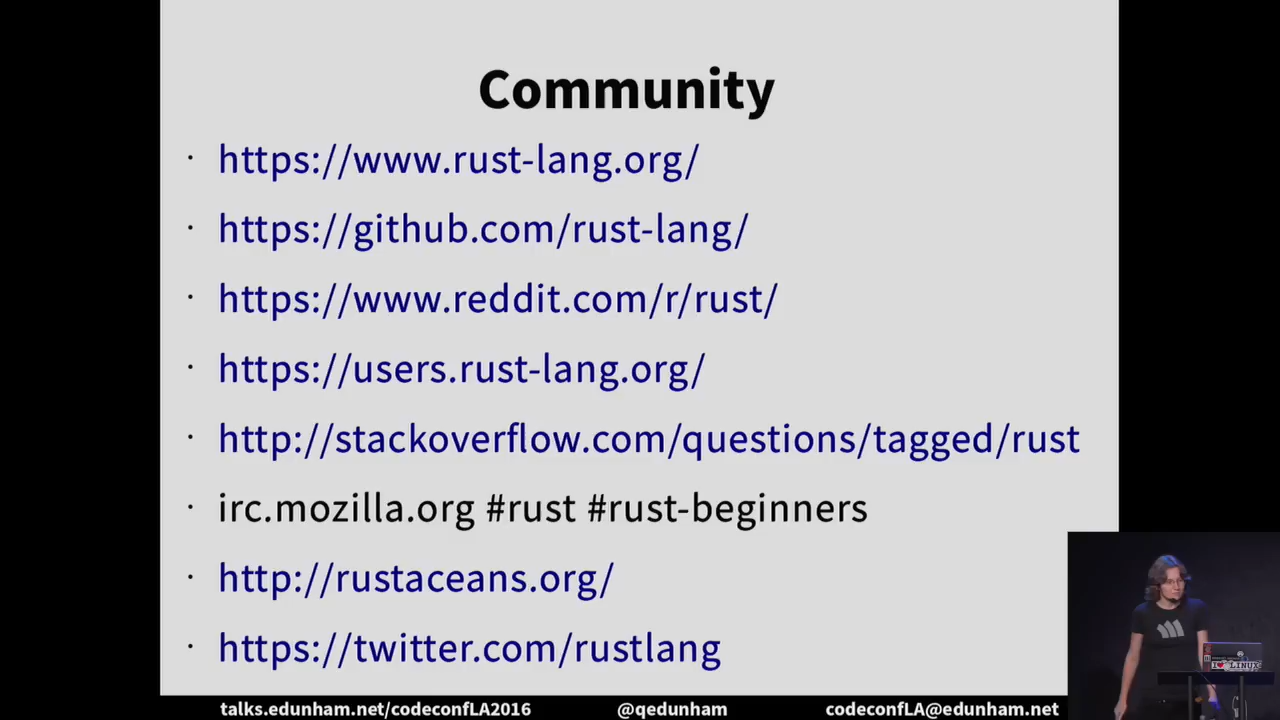 Community
https://www.rust-lang.org/
https://github.com/rust-lang/
https://www.reddit.com/r/rust/
https://users.rust-lang.org/
http://stackoverflow.com/questions/tagged/rust
irc.mozilla.org #rust #rust-beginners
http://rustaceans.org/
https://twitter.com/rustlang
I LINUX
talks.edunham.net/codeconfLA2016 @qedunham codeconfLA@edunham.net